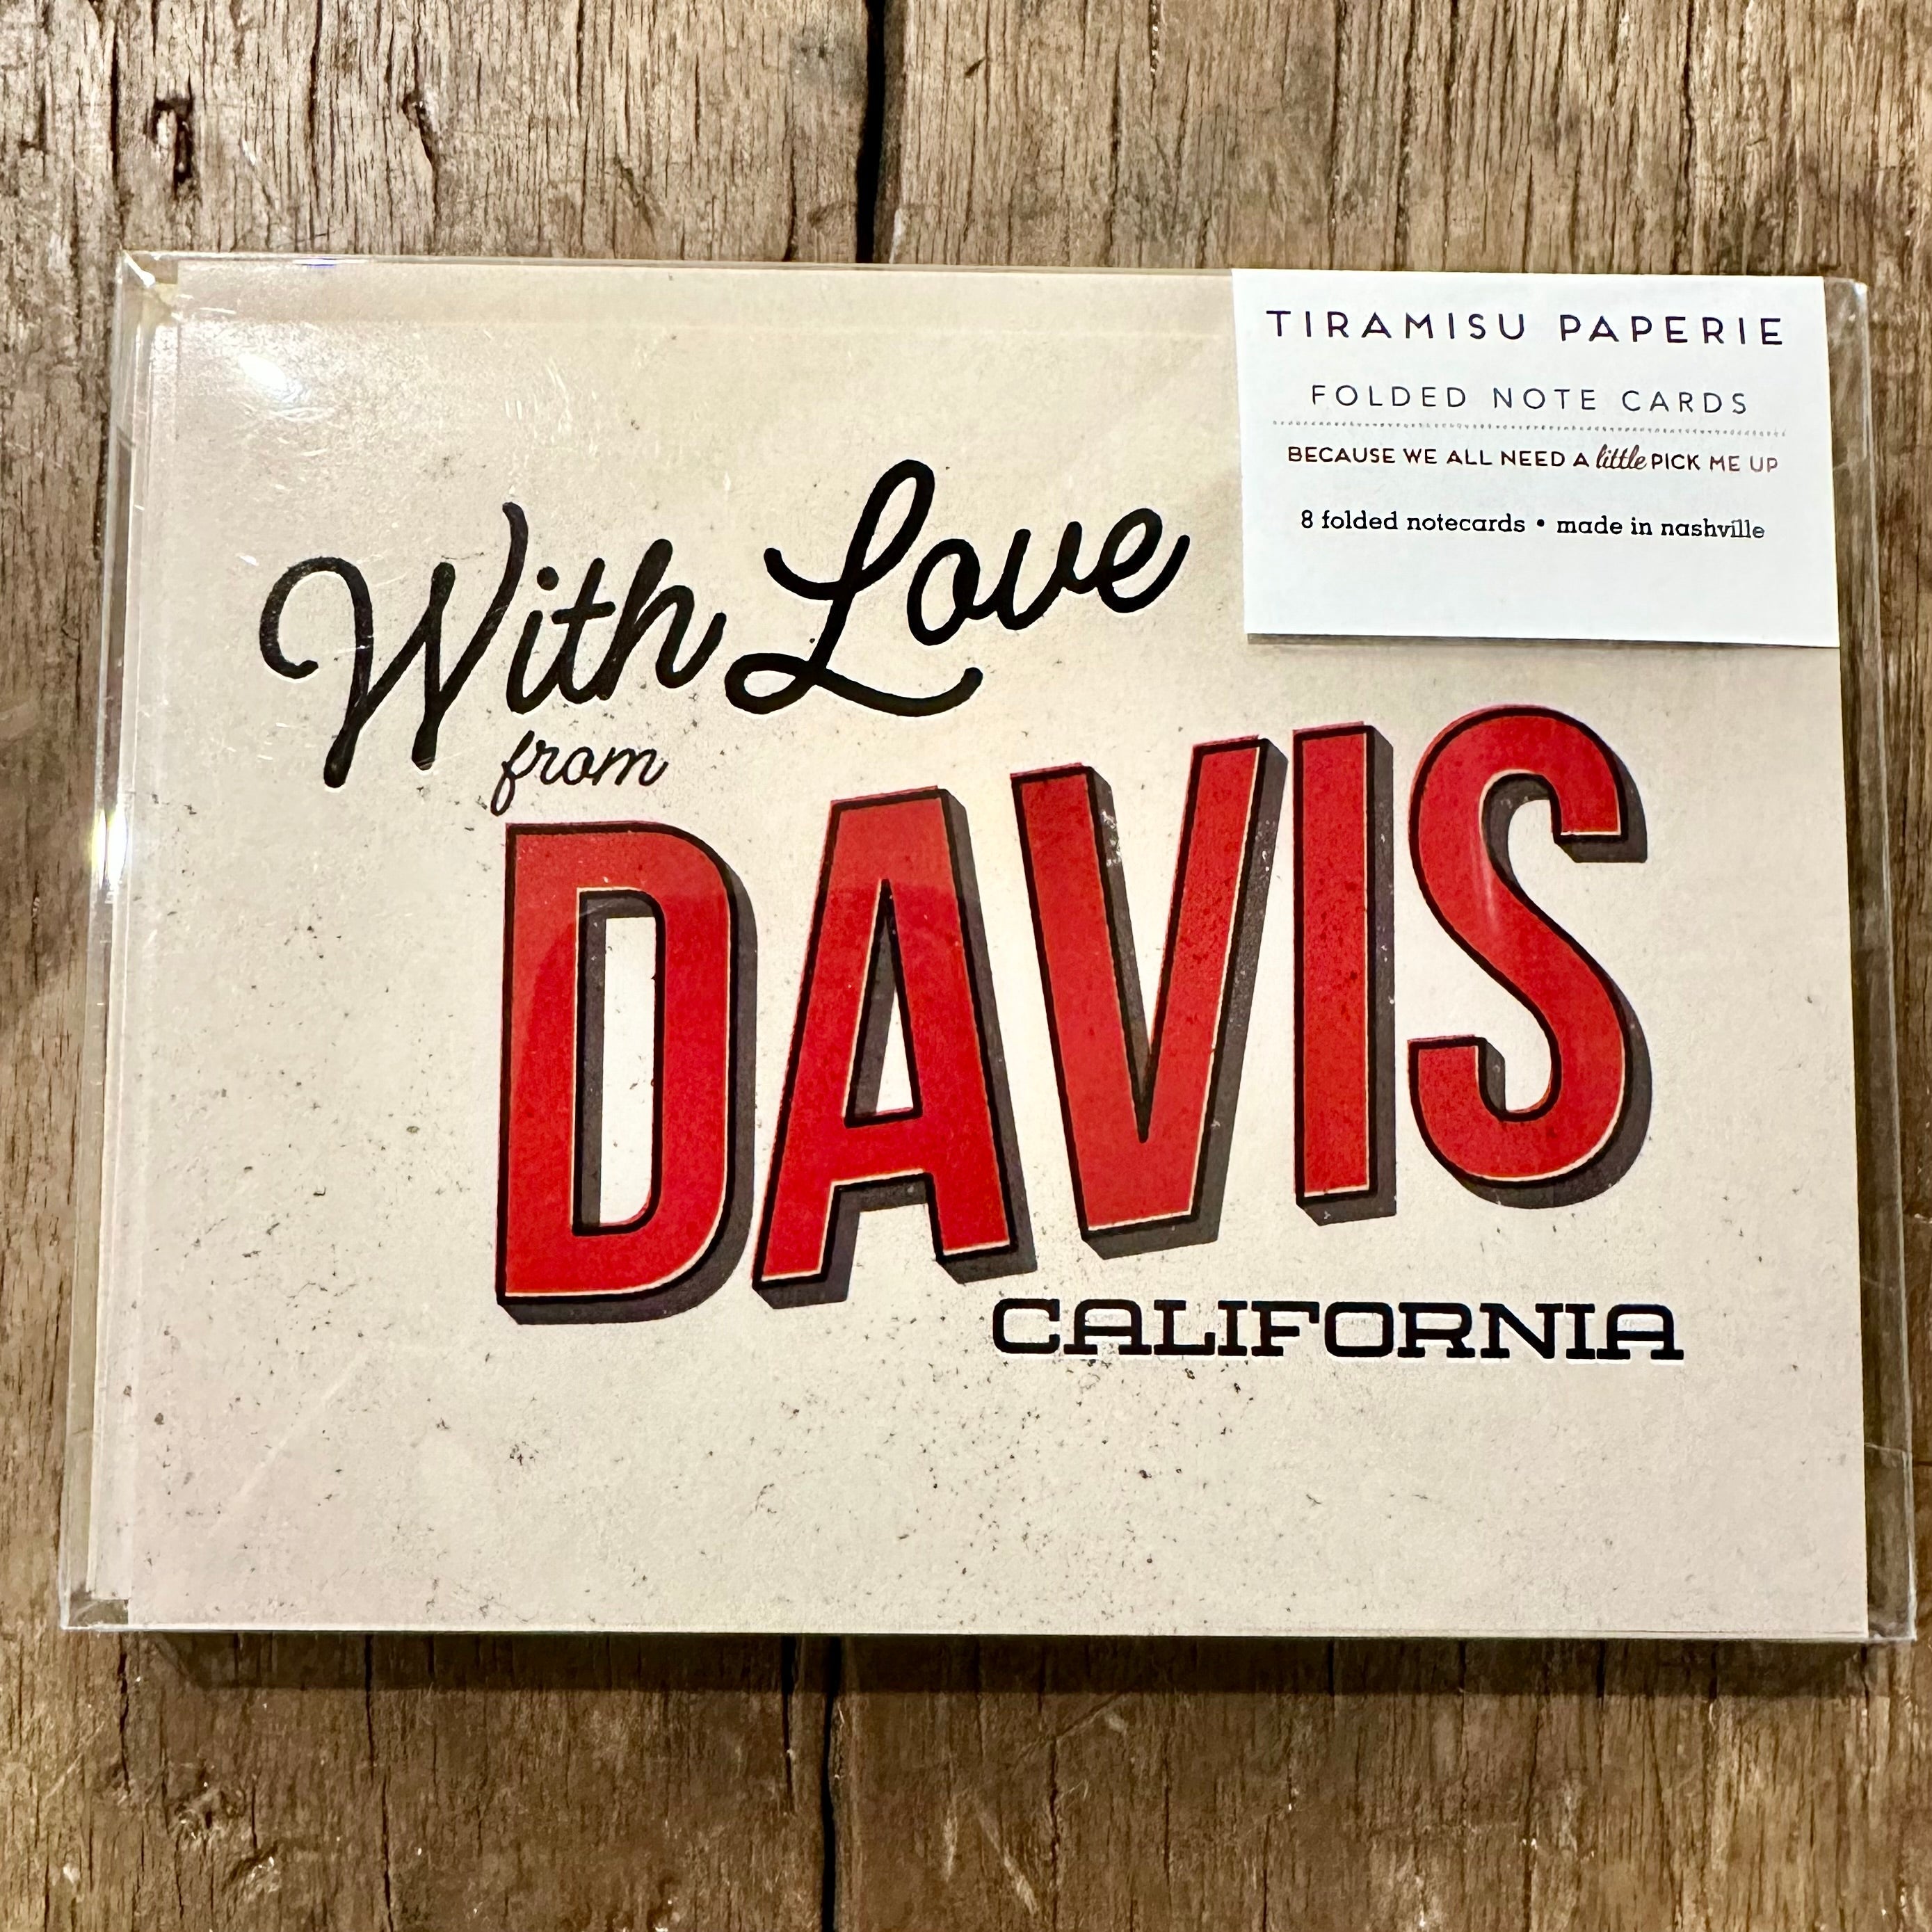 TIRAMISU PAPERIE
FOLDED NOTE CARDS
BECAUSE WE ALL NEED A little PICK ME UP
8 folded notecards • made in nashville
With Love
from
DAVIS
CALIFORNIA